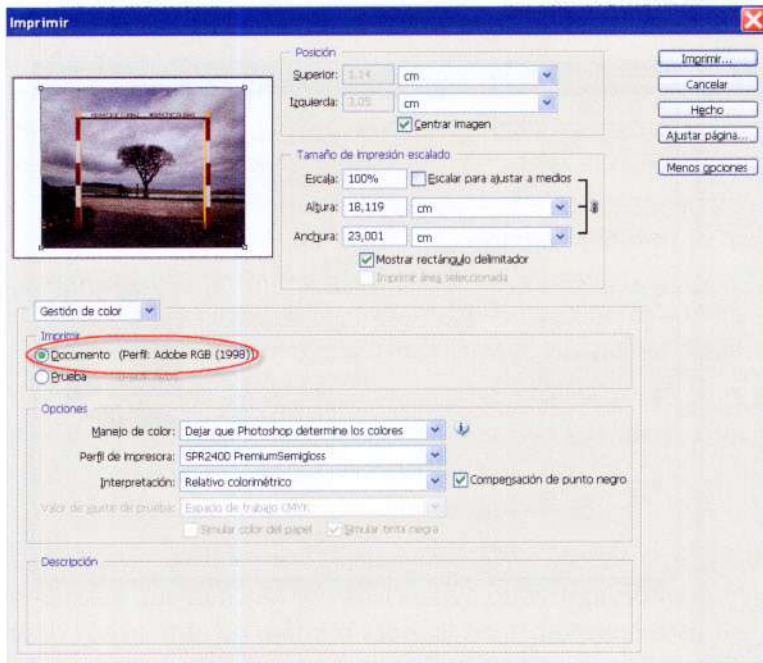 Imprimir
Posición
Superior: 1,14 cm
Izquierda: 3,05 cm
Centrar imagen
Tamaño de impresión escalado
Escala: 100% Escalar para ajustar a medios
Altura: 18,119 cm
Anchura: 23,001 cm
Mostrar rectángulo delimitador
Imprimir área seleccionada
Imprimir...
Cancelar
Hecho
Ajustar página...
Menos opciones
Gestión de color
Imprimir
Documento (Perfil: Adobe RGB (1998))
Prueba
Opciones
Manejo de color: Dejar que Photoshop determine los colores
Perfil de impresora: SPR2400 PremiumSemigloss
Interpretación: Relativo colorimétrico Compensación de punto negro
Valor de ajuste de prueba: Espacio de trabajo CMYK
Simular color del papel Simular tinta negra
Descripción